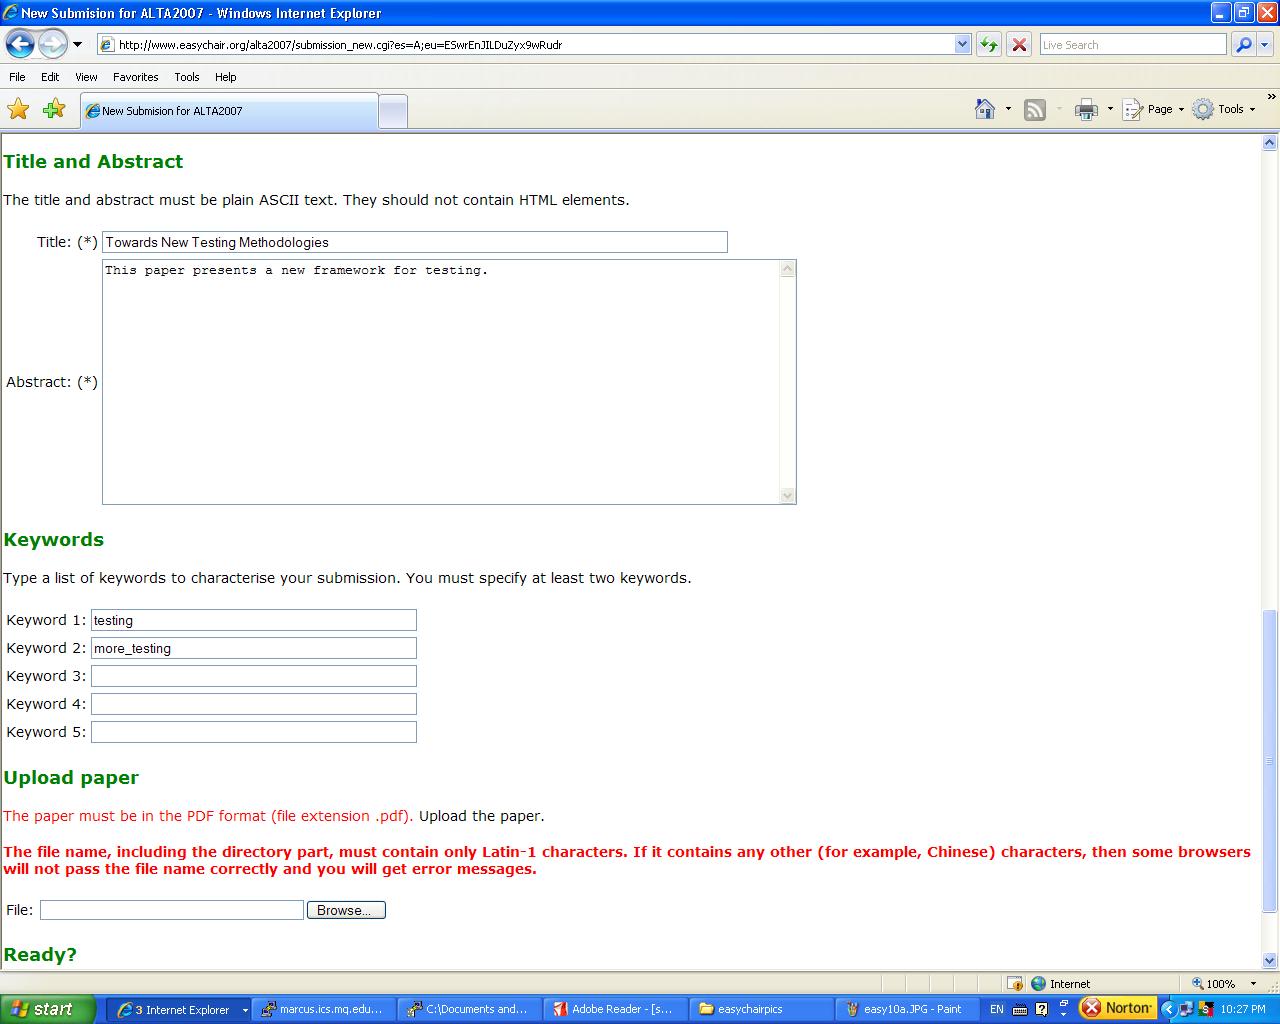 New Submision for ALTA2007 - Windows Internet Explorer
http://www.easychair.org/alta2007/submission_new.cgi?es=A;eu=ESwrEnJILDuZyx9wRudr
Live Search
File Edit View Favorites Tools Help
New Submision for ALTA2007
Page Tools
Title and Abstract
The title and abstract must be plain ASCII text. They should not contain HTML elements.
Title: (*) Towards New Testing Methodologies
This paper presents a new framework for testing.
Abstract: (*)
Keywords
Type a list of keywords to characterise your submission. You must specify at least two keywords.
Keyword 1: testing
Keyword 2: more_testing
Keyword 3:
Keyword 4:
Keyword 5:
Upload paper
The paper must be in the PDF format (file extension .pdf). Upload the paper.
The file name, including the directory part, must contain only Latin-1 characters. If it contains any other (for example, Chinese) characters, then some browsers
will not pass the file name correctly and you will get error messages.
File: Browse...
Ready?
Internet 100%
start 3 Internet Explorer marcus.ics.mq.edu... C:\Documents and... Adobe Reader - [s... easychairpics easy10a.JPG - Paint EN Norton 10:27 PM